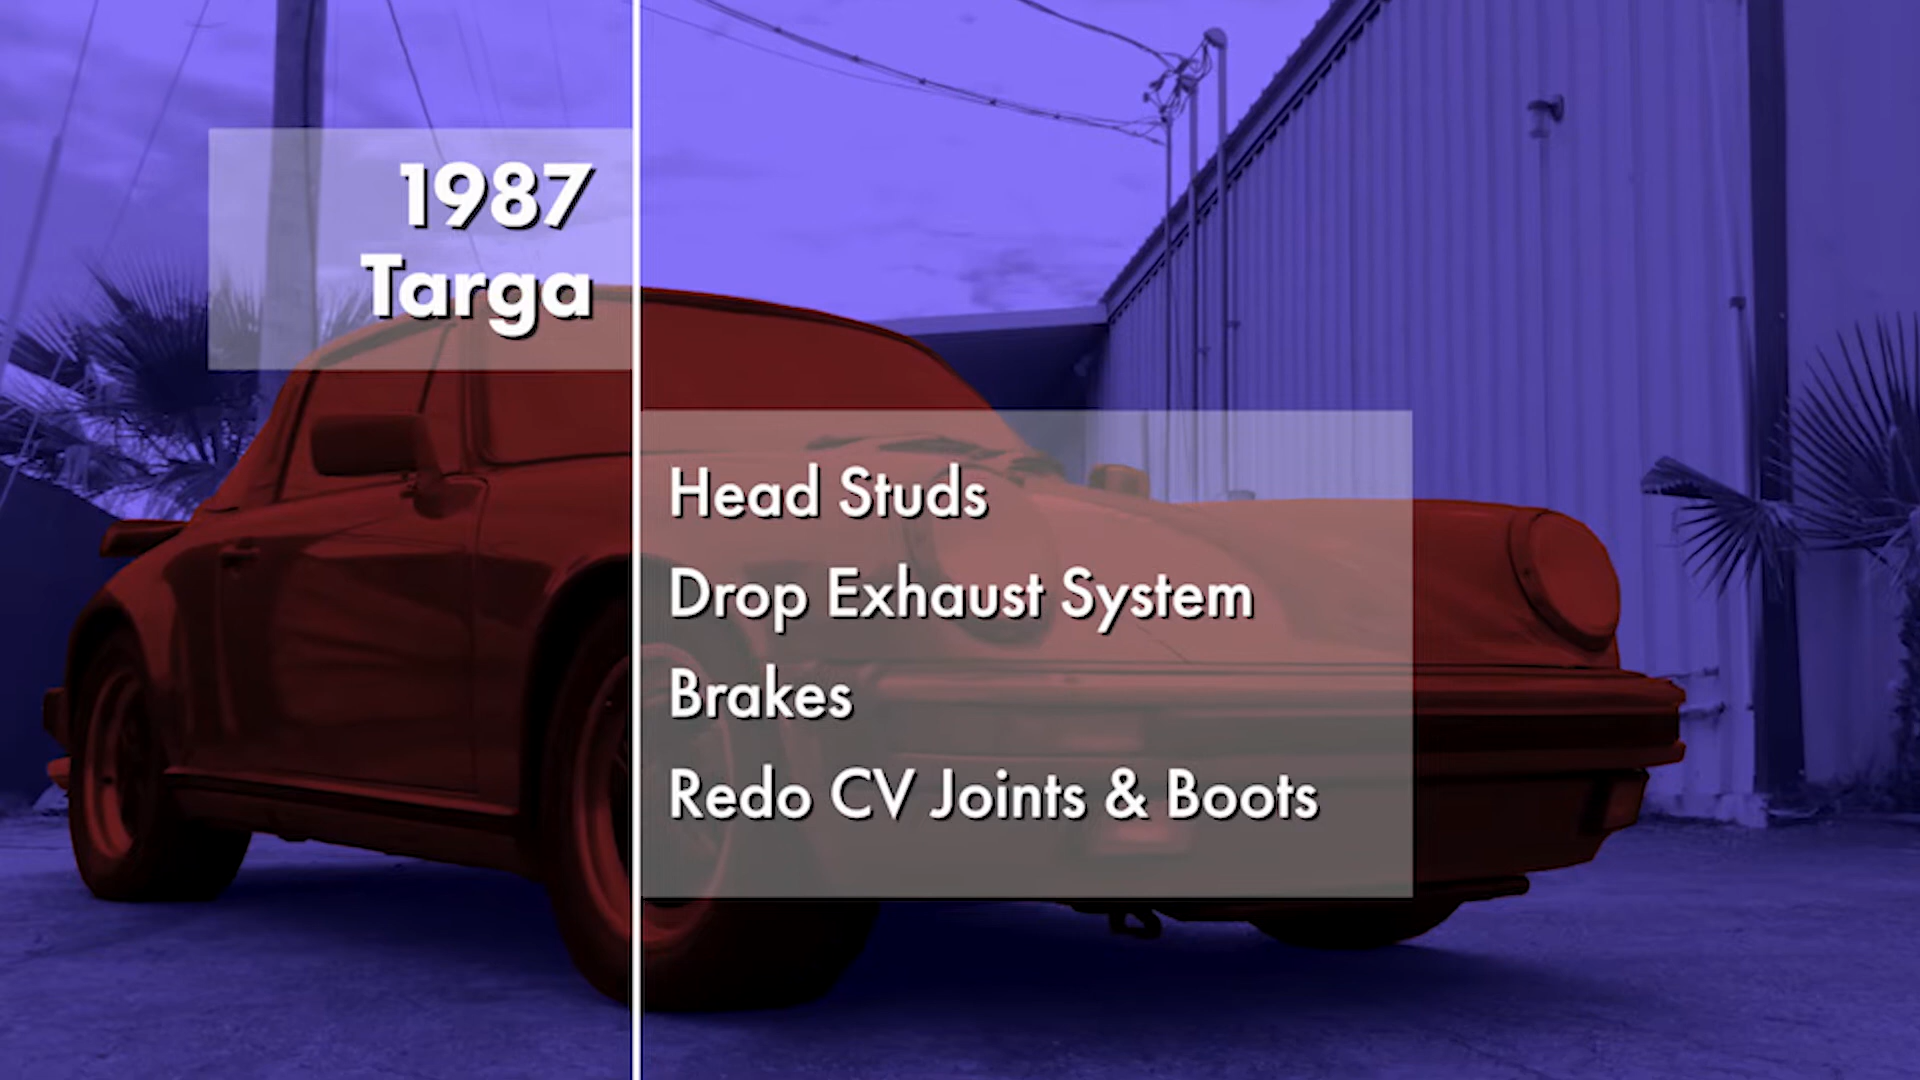 1987
Targa
Head Studs
Drop Exhaust System
Brakes
Redo CV Joints & Boots